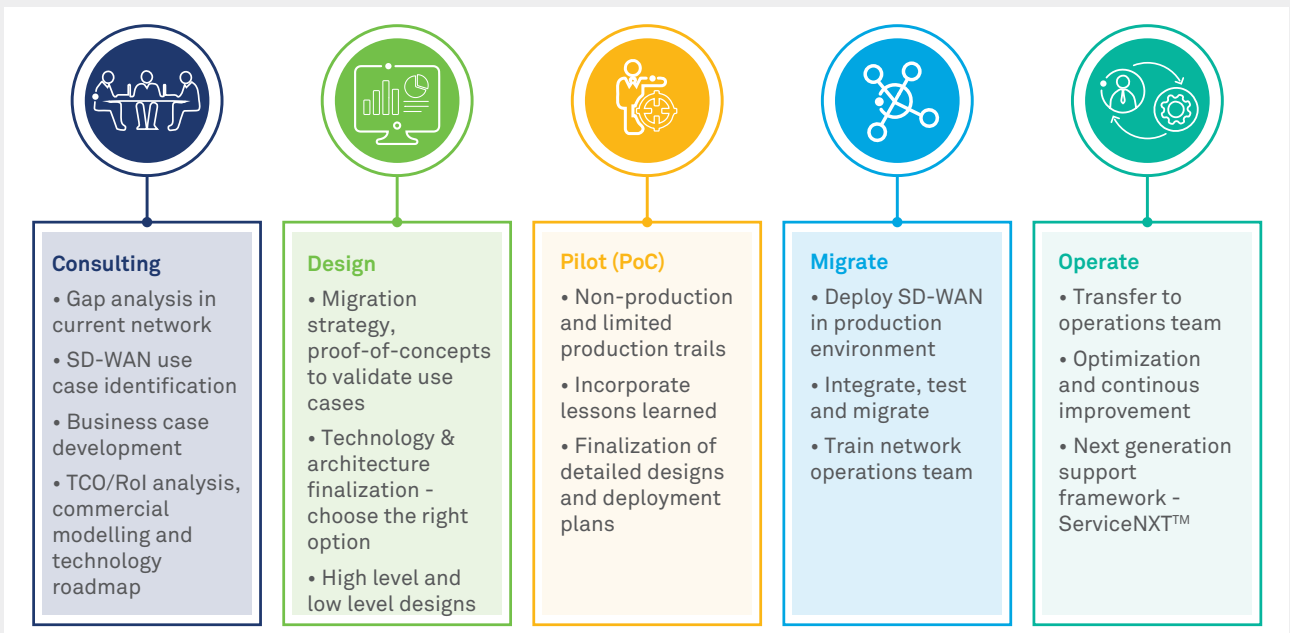 Consulting
• Gap analysis in
current network
• SD-WAN use
case identification
• Business case
development
• TCO/RoI analysis,
commercial
modelling and
technology
roadmap
Design
• Migration
strategy,
proof-of-concepts
to validate use
cases
• Technology &
architecture
finalization -
choose the right
option
• High level and
low level designs
Pilot (PoC)
• Non-production
and limited
production trails
• Incorporate
lessons learned
• Finalization of
detailed designs
and deployment
plans
Migrate
• Deploy SD-WAN
in production
environment
• Integrate, test
and migrate
• Train network
operations team
Operate
• Transfer to
operations team
• Optimization
and continous
improvement
• Next generation
support
framework -
ServiceNXT™